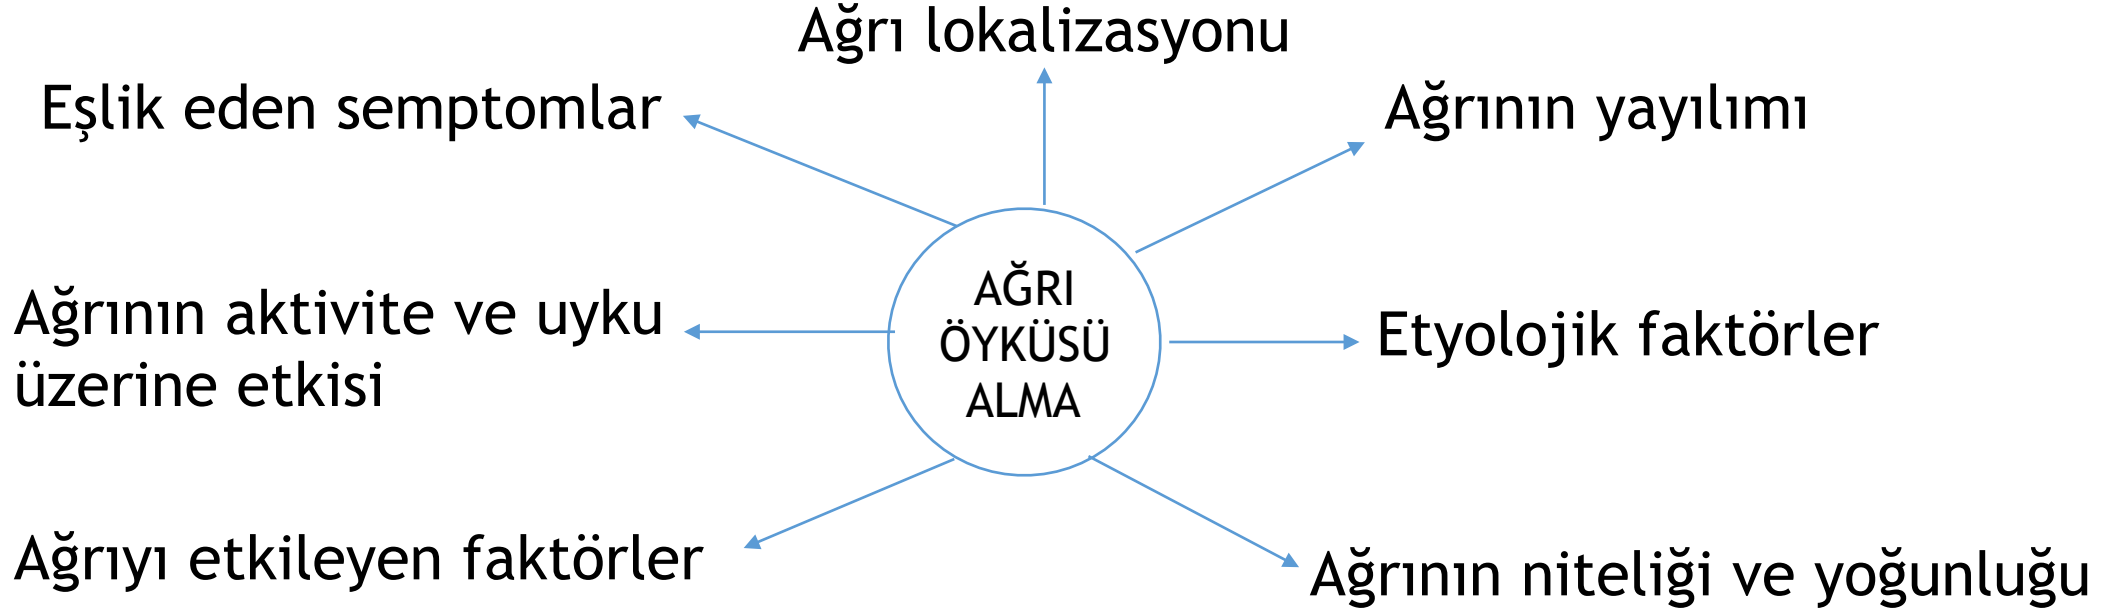 Ağrı lokalizasyonu
Eşlik eden semptomlar
Ağrının yayılımı
AĞRI
ÖYKÜSÜ
ALMA
Ağrının aktivite ve uyku
üzerine etkisi
Etyolojik faktörler
Ağrıyı etkileyen faktörler
Ağrının niteliği ve yoğunluğu